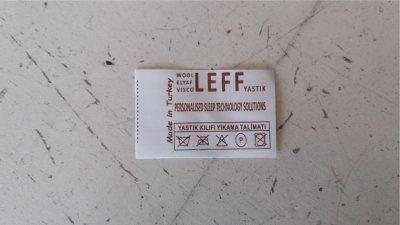 WOOL
ELYAF
VISCO
LEFF
YASTIK
PERSONALISED SLEEP TECHNOLOGY SOLUTIONS
Made in Turkey
YASTIK KILIFI YIKAMA TALİMATI
P